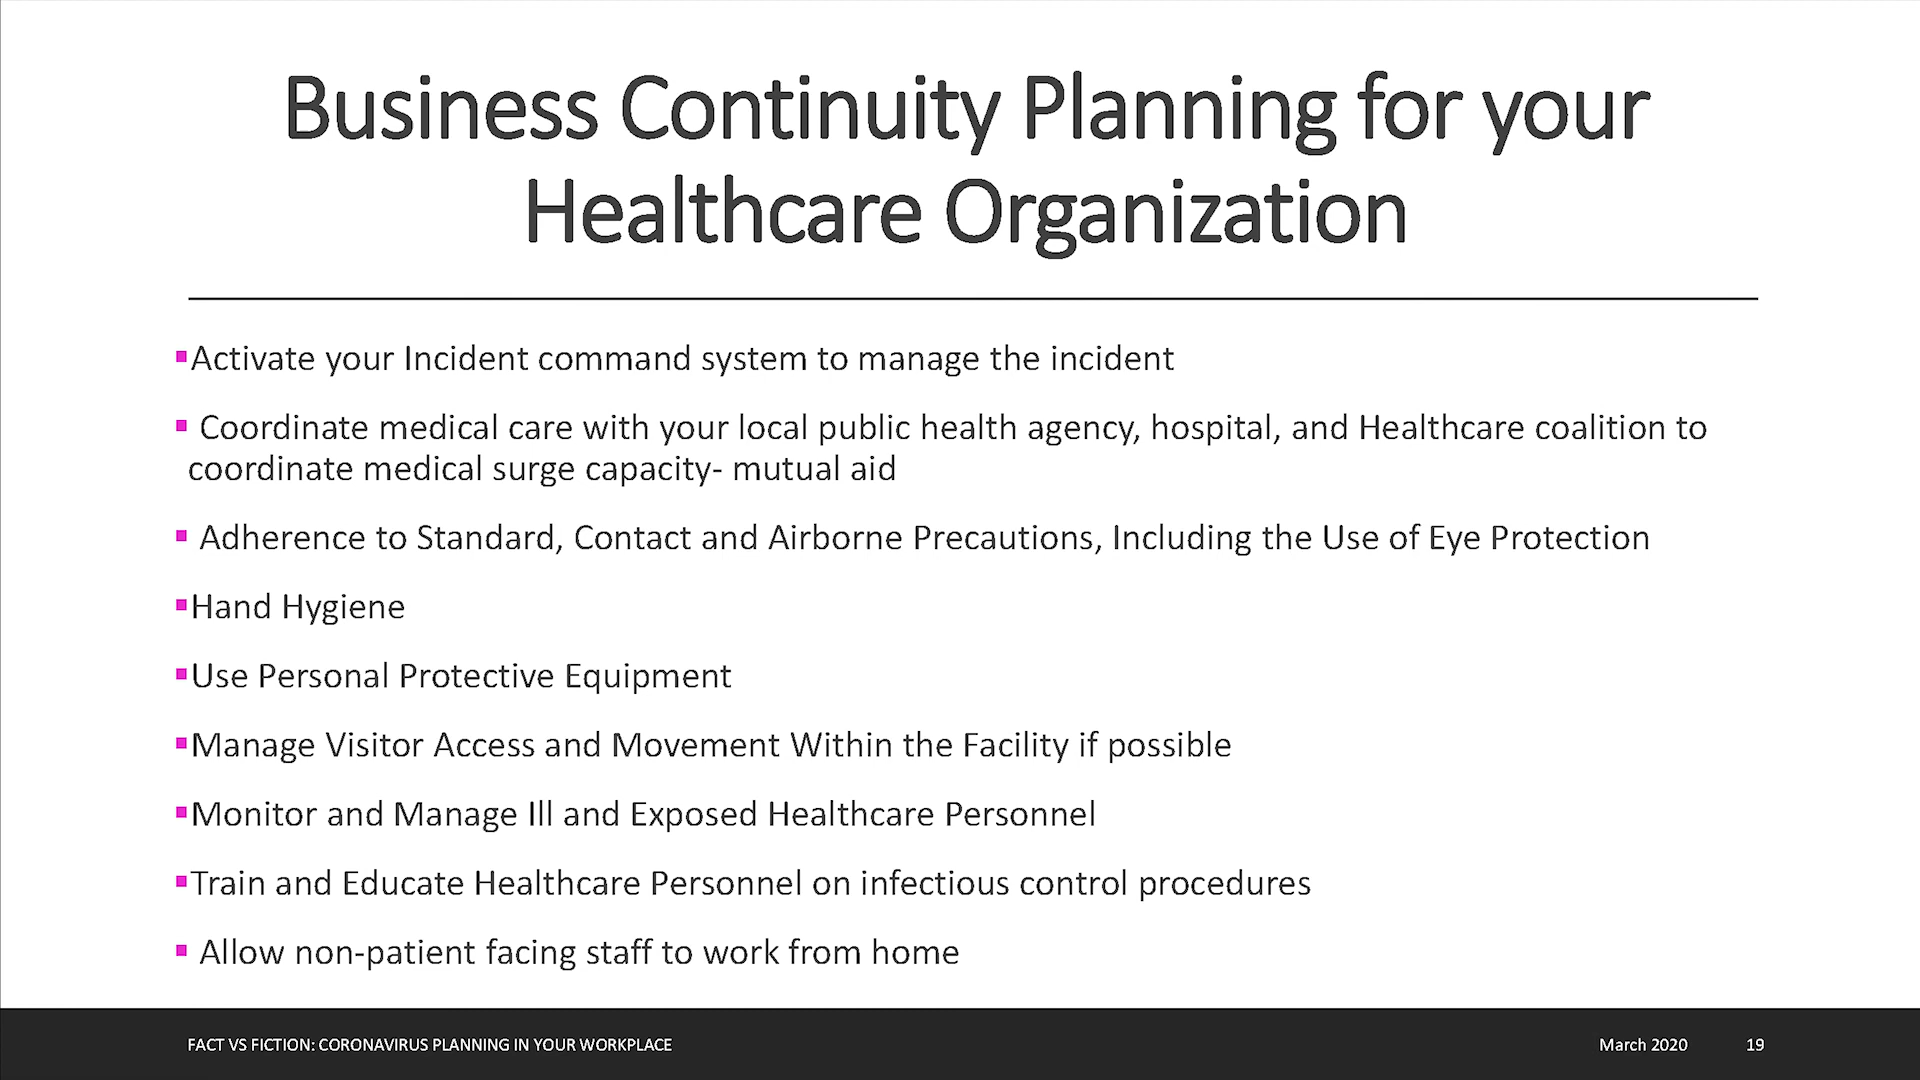 Business Continuity Planning for your
Healthcare Organization
▪Activate your Incident command system to manage the incident
▪ Coordinate medical care with your local public health agency, hospital, and Healthcare coalition to
coordinate medical surge capacity- mutual aid
▪ Adherence to Standard, Contact and Airborne Precautions, Including the Use of Eye Protection
▪Hand Hygiene
▪Use Personal Protective Equipment
▪Manage Visitor Access and Movement Within the Facility if possible
▪Monitor and Manage Ill and Exposed Healthcare Personnel
▪Train and Educate Healthcare Personnel on infectious control procedures
▪ Allow non-patient facing staff to work from home
FACT VS FICTION: CORONAVIRUS PLANNING IN YOUR WORKPLACE March 2020 19